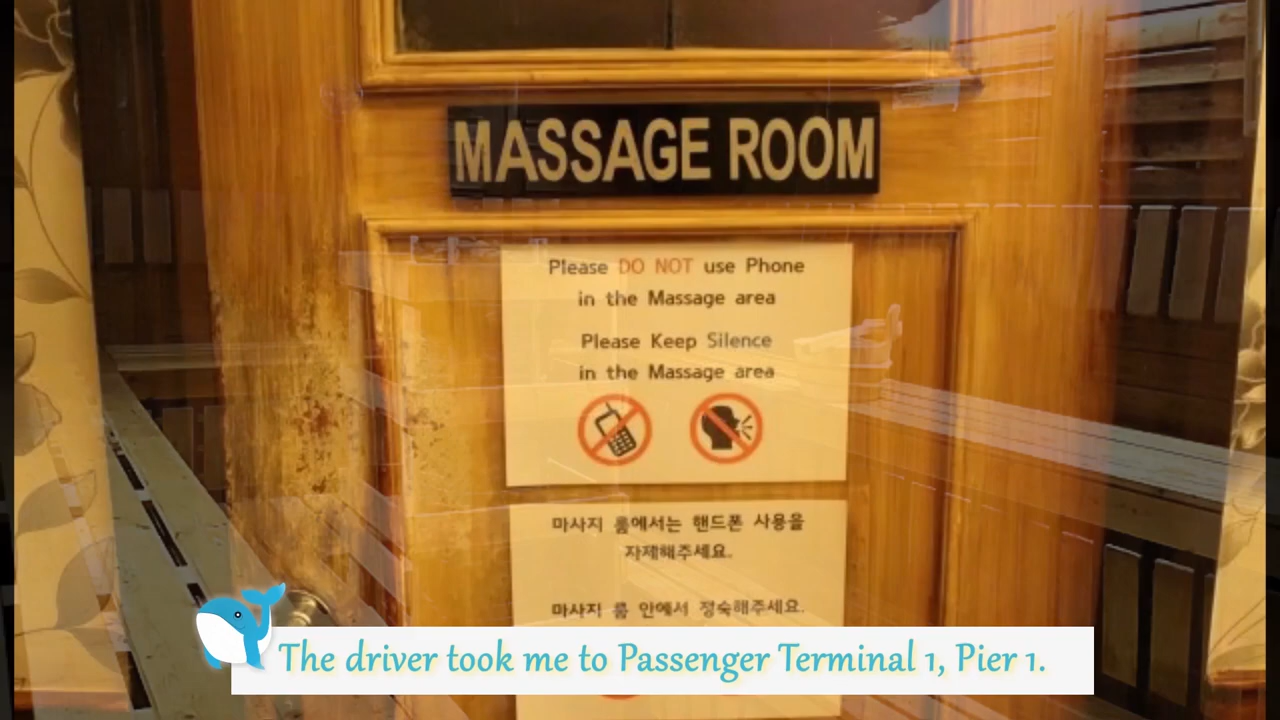 MASSAGE ROOM
Please DO NOT use Phone
in the Massage area
Please Keep Silence
in the Massage area
마사지 룸에서는 핸드폰 사용을
자제해주세요.
마사지 룸 안에서 정숙해주세요.
The driver took me to Passenger Terminal 1, Pier 1.